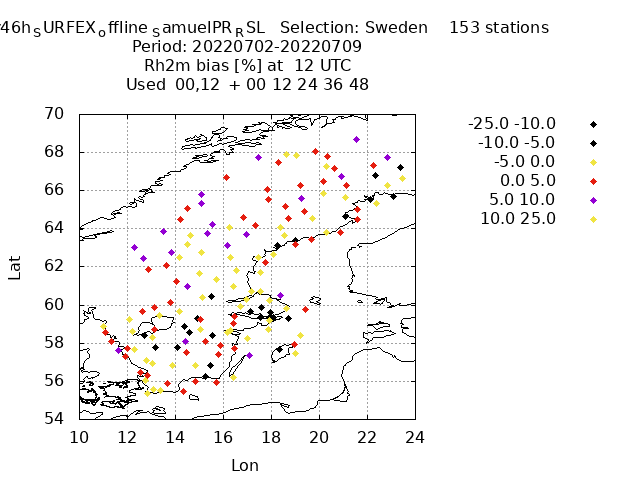 46h_SURFEX_offline_SamuelPR_RSL Selection: Sweden 153 stations
Period: 20220702-20220709
Rh2m bias [%] at 12 UTC
Used 00,12 + 00 12 24 36 48
-25.0 -10.0
-10.0 -5.0
-5.0 0.0
0.0 5.0
5.0 10.0
10.0 25.0
70
68
66
64
62
60
58
56
54
Lat
10 12 14 16 18 20 22 24
Lon